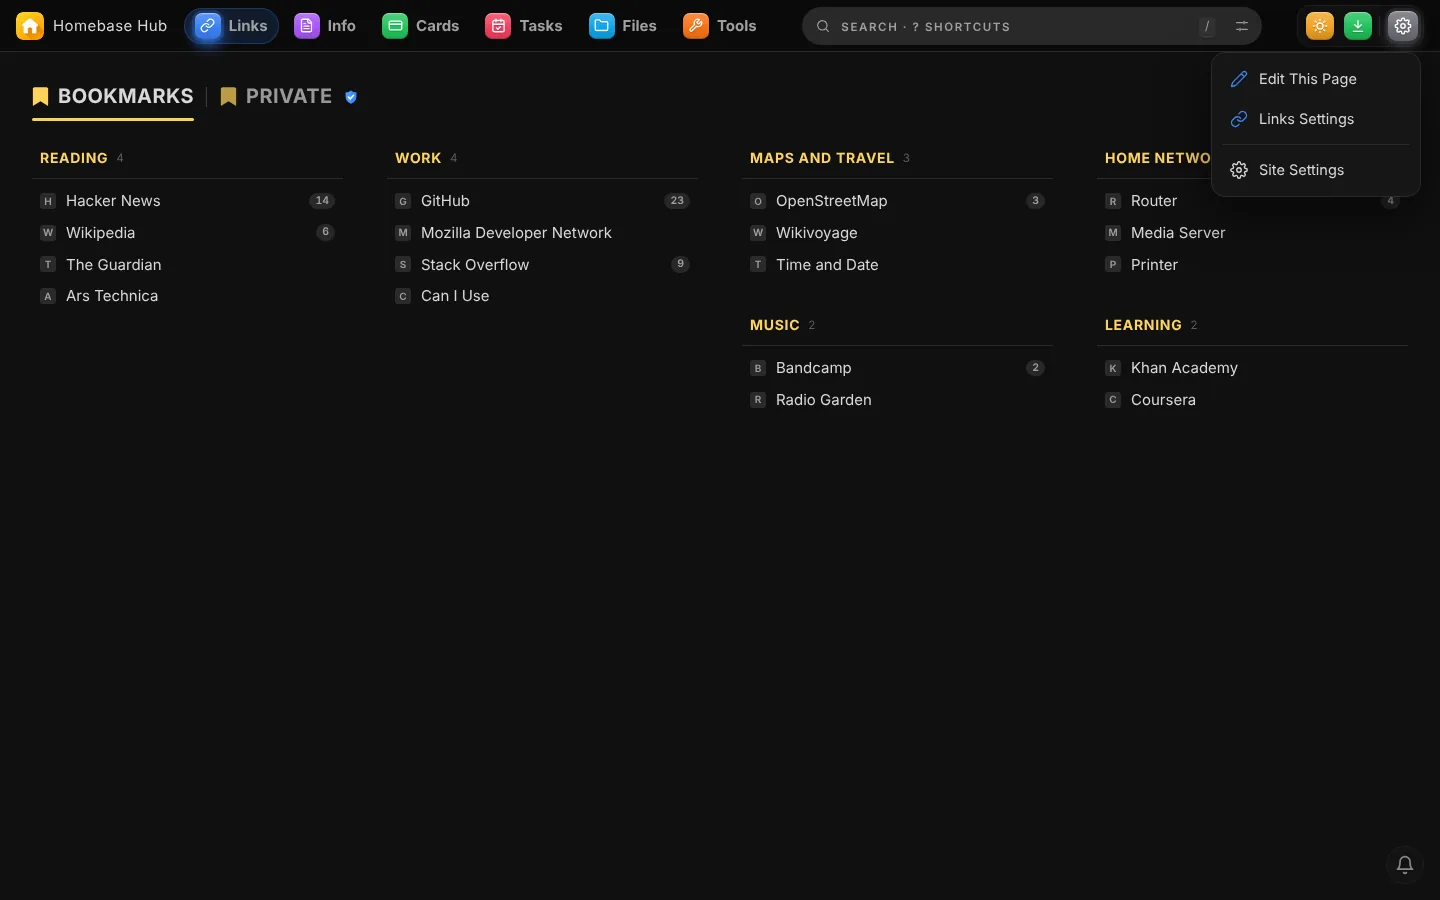 Homebase Hub Links Info Cards Tasks Files Tools SEARCH · ? SHORTCUTS /
Edit This Page
Links Settings
Site Settings
BOOKMARKS PRIVATE
READING 4
H Hacker News 14
W Wikipedia 6
T The Guardian
A Ars Technica
WORK 4
G GitHub 23
M Mozilla Developer Network
S Stack Overflow 9
C Can I Use
MAPS AND TRAVEL 3
O OpenStreetMap 3
W Wikivoyage
T Time and Date
MUSIC 2
B Bandcamp 2
R Radio Garden
HOME NETWO
R Router 4
M Media Server
P Printer
LEARNING 2
K Khan Academy
C Coursera